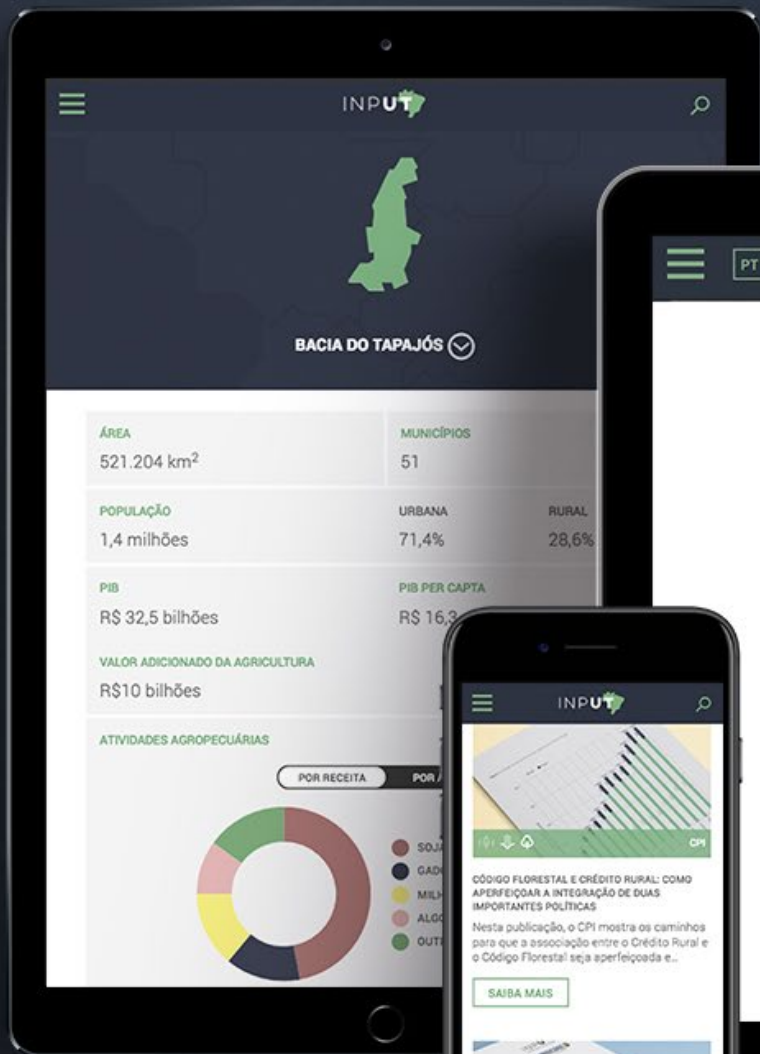 INPUT
BACIA DO TAPAJÓS
ÁREA
521.204 km²
MUNICÍPIOS
51
POPULAÇÃO
1,4 milhões
URBANA
71,4%
RURAL
28,6%
PIB
R$ 32,5 bilhões
PIB PER CAPTA
R$ 16,3
VALOR ADICIONADO DA AGRICULTURA
R$10 bilhões
ATIVIDADES AGROPECUÁRIAS
POR RECEITA
POR
PT
INPUT
CPI
CÓDIGO FLORESTAL E CRÉDITO RURAL: COMO
APERFEIÇOAR A INTEGRAÇÃO DE DUAS
IMPORTANTES POLÍTICAS
Nesta publicação, o CPI mostra os caminhos
para que a associação entre o Crédito Rural e
o Código Florestal seja aperfeiçoada e...
SAIBA MAIS